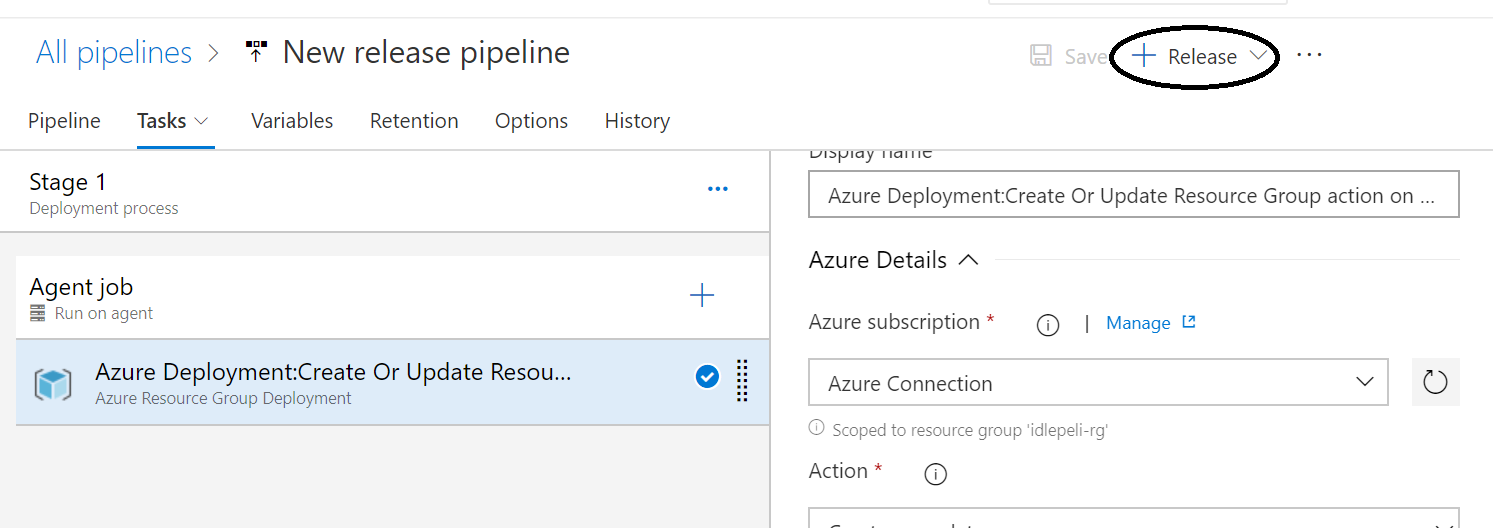 All pipelines > New release pipeline
Save + Release ...
Pipeline Tasks Variables Retention Options History
Stage 1
Deployment process
Agent job
Run on agent
Azure Deployment:Create Or Update Resou...
Azure Resource Group Deployment
Display name
Azure Deployment:Create Or Update Resource Group action on ...
Azure Details
Azure subscription * | Manage
Azure Connection
Scoped to resource group 'idlepeli-rg'
Action *